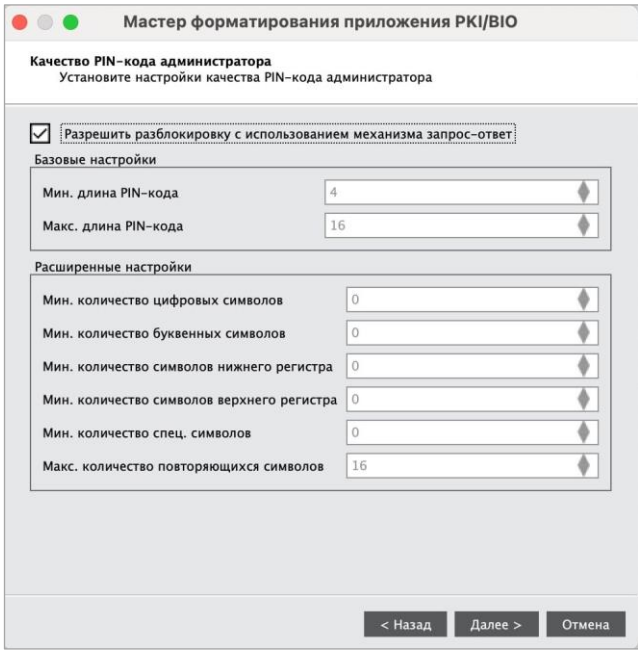 Мастер форматирования приложения PKI/BIO
Качество PIN-кода администратора
Установите настройки качества PIN-кода администратора
Разрешить разблокировку с использованием механизма запрос-ответ
Базовые настройки
Мин. длина PIN-кода 4
Макс. длина PIN-кода 16
Расширенные настройки
Мин. количество цифровых символов 0
Мин. количество буквенных символов 0
Мин. количество символов нижнего регистра 0
Мин. количество символов верхнего регистра 0
Мин. количество спец. символов 0
Макс. количество повторяющихся символов 16
< Назад Далее > Отмена